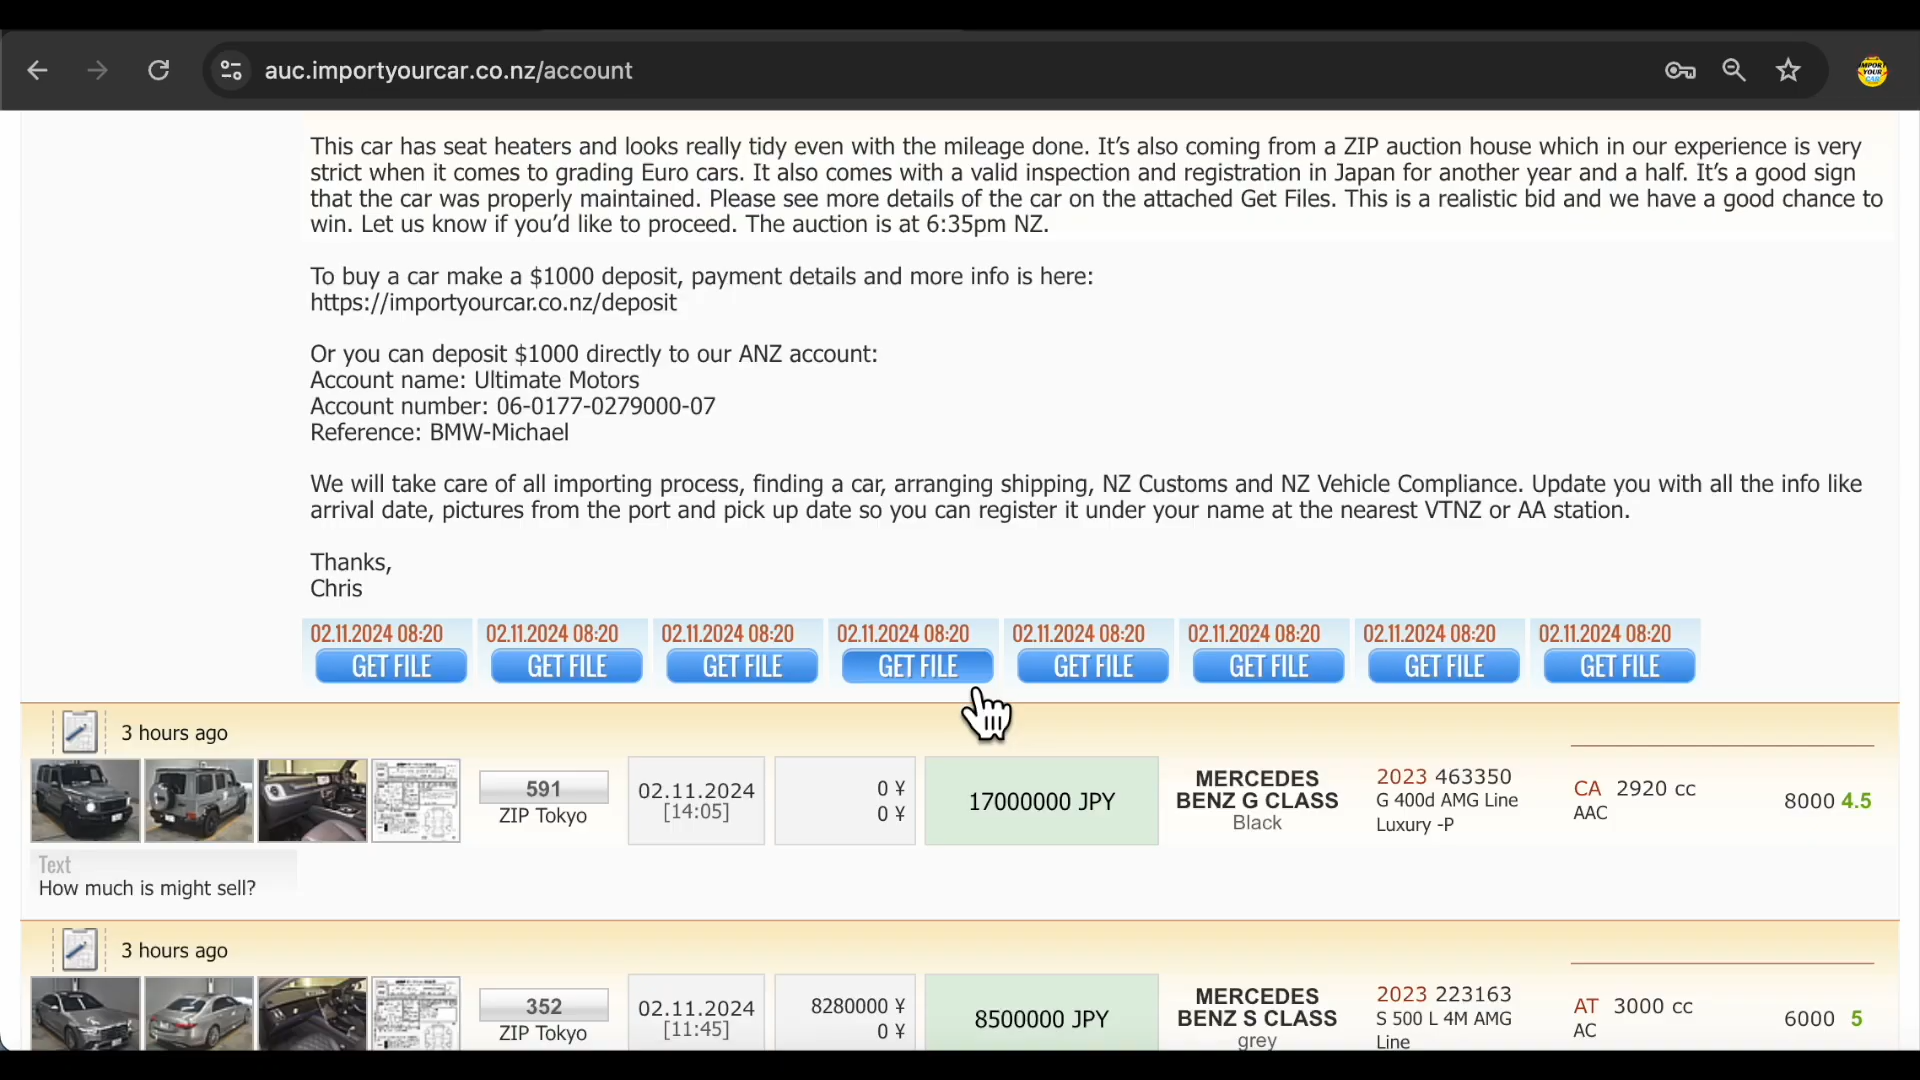 auc.importyourcar.co.nz/account
This car has seat heaters and looks really tidy even with the mileage done. It's also coming from a ZIP auction house which in our experience is very
strict when it comes to grading Euro cars. It also comes with a valid inspection and registration in Japan for another year and a half. It's a good sign
that the car was properly maintained. Please see more details of the car on the attached Get Files. This is a realistic bid and we have a good chance to
win. Let us know if you'd like to proceed. The auction is at 6:35pm NZ.
To buy a car make a $1000 deposit, payment details and more info is here:
https://importyourcar.co.nz/deposit
Or you can deposit $1000 directly to our ANZ account:
Account name: Ultimate Motors
Account number: 06-0177-0279000-07
Reference: BMW-Michael
We will take care of all importing process, finding a car, arranging shipping, NZ Customs and NZ Vehicle Compliance. Update you with all the info like
arrival date, pictures from the port and pick up date so you can register it under your name at the nearest VTNZ or AA station.
Thanks,
Chris
02.11.2024 08:20 02.11.2024 08:20 02.11.2024 08:20 02.11.2024 08:20 02.11.2024 08:20 02.11.2024 08:20 02.11.2024 08:20 02.11.2024 08:20
GET FILE GET FILE GET FILE GET FILE GET FILE GET FILE GET FILE GET FILE
3 hours ago
591
ZIP Tokyo
02.11.2024
[14:05]
0 ¥
0 ¥
17000000 JPY
MERCEDES
BENZ G CLASS
Black
2023 463350
G 400d AMG Line
Luxury -P
CA 2920 cc
AAC
8000 4.5
Text
How much is might sell?
3 hours ago
352
ZIP Tokyo
02.11.2024
[11:45]
8280000 ¥
0 ¥
8500000 JPY
MERCEDES
BENZ S CLASS
grey
2023 223163
S 500 L 4M AMG
Line
AT 3000 cc
AC
6000 5